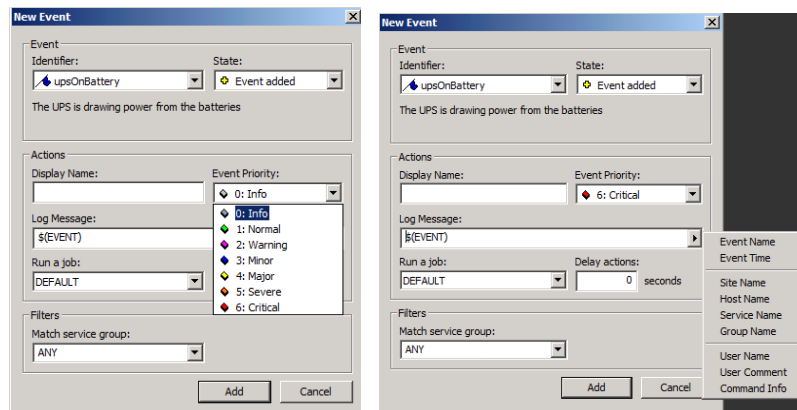 New Event
Event
Identifier:
State:
upsOnBattery
Event added
The UPS is drawing power from the batteries
Actions
Display Name:
Event Priority:
0: Info
0: Info
1: Normal
2: Warning
3: Minor
4: Major
5: Severe
6: Critical
Log Message:
$(EVENT)
Run a job:
DEFAULT
Filters
Match service group:
ANY
Add
Cancel
New Event
Event
Identifier:
State:
upsOnBattery
Event added
The UPS is drawing power from the batteries
Actions
Display Name:
Event Priority:
6: Critical
Log Message:
$(EVENT)
Run a job:
Delay actions:
DEFAULT
0 seconds
Filters
Match service group:
ANY
Add
Cancel
Event Name
Event Time
Site Name
Host Name
Service Name
Group Name
User Name
User Comment
Command Info